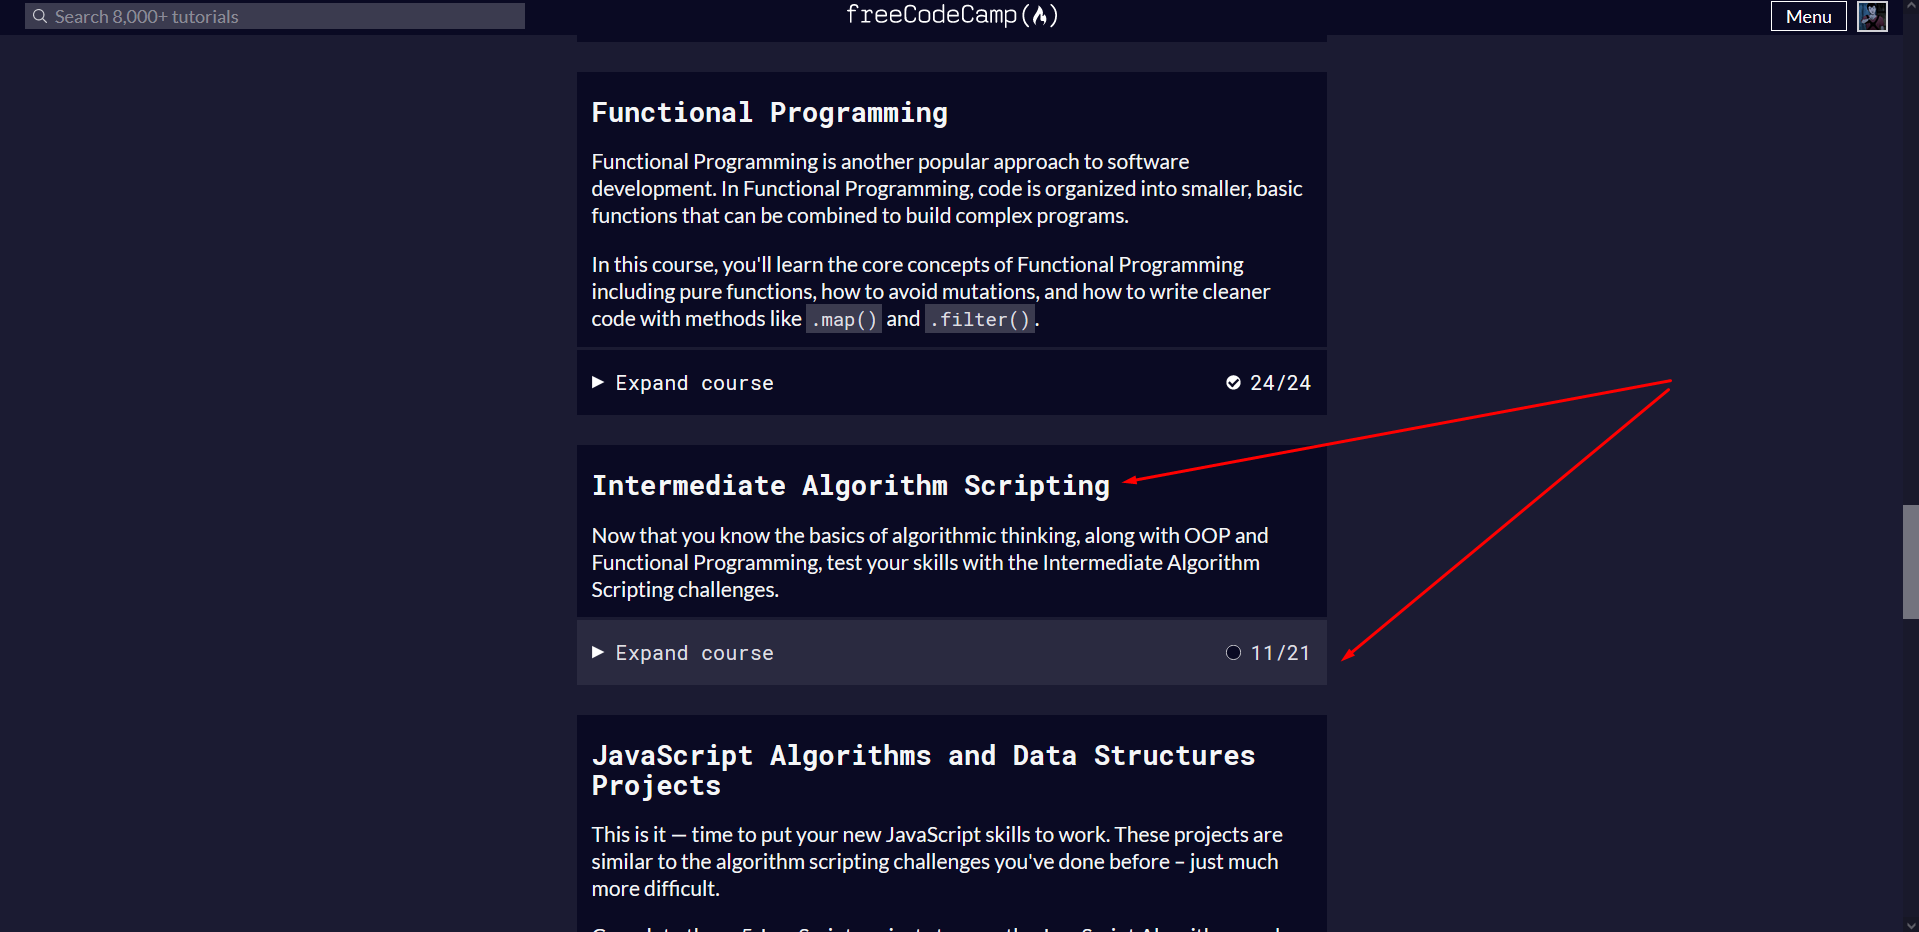 Search 8,000+ tutorials
freeCodeCamp
Menu
Functional Programming
Functional Programming is another popular approach to software
development. In Functional Programming, code is organized into smaller, basic
functions that can be combined to build complex programs.
In this course, you'll learn the core concepts of Functional Programming
including pure functions, how to avoid mutations, and how to write cleaner
code with methods like .map() and .filter().
Expand course 24/24
Intermediate Algorithm Scripting
Now that you know the basics of algorithmic thinking, along with OOP and
Functional Programming, test your skills with the Intermediate Algorithm
Scripting challenges.
Expand course 11/21
JavaScript Algorithms and Data Structures
Projects
This is it — time to put your new JavaScript skills to work. These projects are
similar to the algorithm scripting challenges you've done before – just much
more difficult.